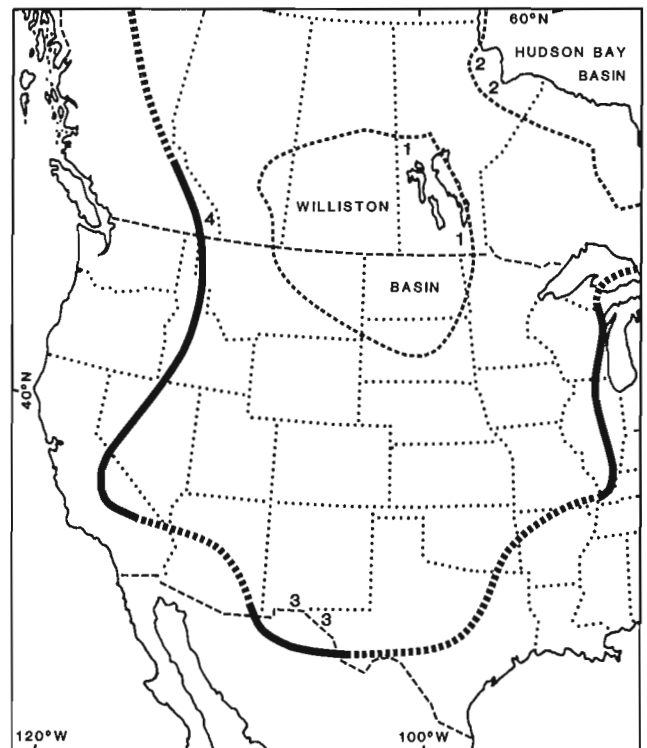 60°N
HUDSON BAY
BASIN
2
2
1
WILLISTON
4
1
BASIN
40°N
3
3
120°W
100°W